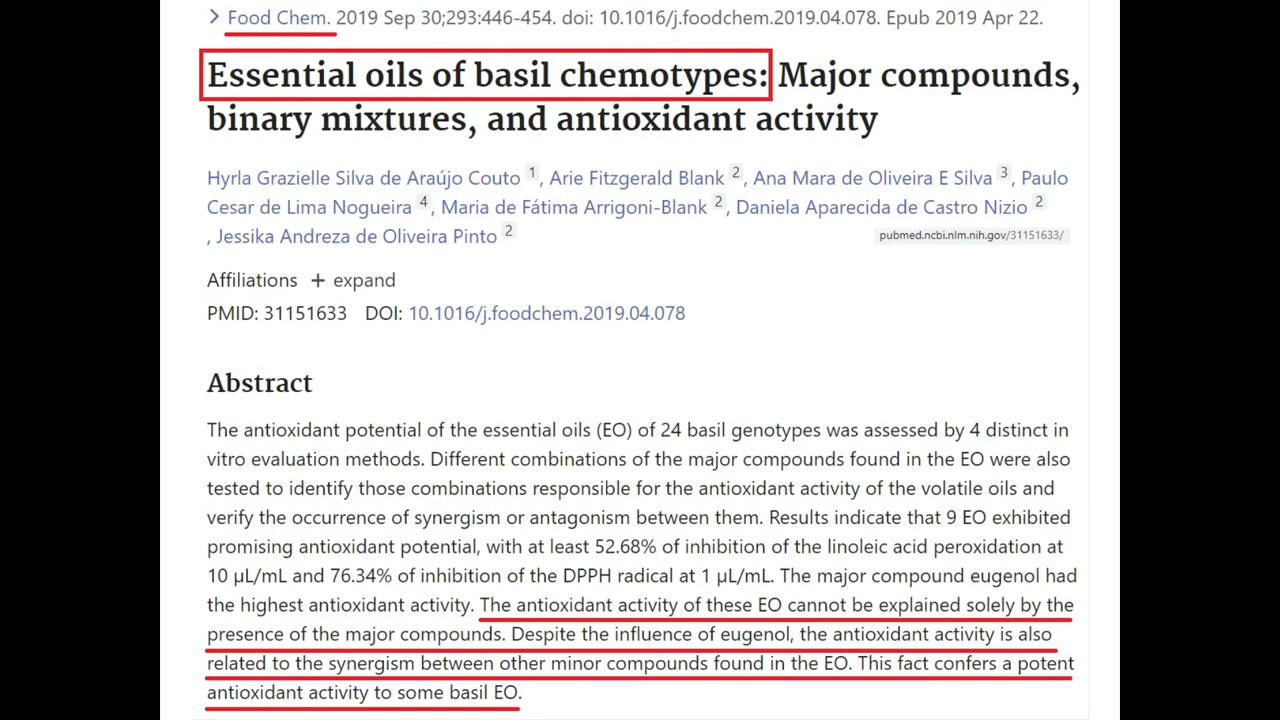 Food Chem. 2019 Sep 30;293:446-454. doi: 10.1016/j.foodchem.2019.04.078. Epub 2019 Apr 22.
Essential oils of basil chemotypes: Major compounds,
binary mixtures, and antioxidant activity
Hyrla Grazielle Silva de Araújo Couto 1, Arie Fitzgerald Blank 2, Ana Mara de Oliveira E Silva 3, Paulo
Cesar de Lima Nogueira 4, Maria de Fátima Arrigoni-Blank 2, Daniela Aparecida de Castro Nizio 2
, Jessika Andreza de Oliveira Pinto 2
pubmed.ncbi.nlm.nih.gov/31151633/
Affiliations + expand
PMID: 31151633 DOI: 10.1016/j.foodchem.2019.04.078
Abstract
The antioxidant potential of the essential oils (EO) of 24 basil genotypes was assessed by 4 distinct in
vitro evaluation methods. Different combinations of the major compounds found in the EO were also
tested to identify those combinations responsible for the antioxidant activity of the volatile oils and
verify the occurrence of synergism or antagonism between them. Results indicate that 9 EO exhibited
promising antioxidant potential, with at least 52.68% of inhibition of the linoleic acid peroxidation at
10 µL/mL and 76.34% of inhibition of the DPPH radical at 1 µL/mL. The major compound eugenol had
the highest antioxidant activity. The antioxidant activity of these EO cannot be explained solely by the
presence of the major compounds. Despite the influence of eugenol, the antioxidant activity is also
related to the synergism between other minor compounds found in the EO. This fact confers a potent
antioxidant activity to some basil EO.